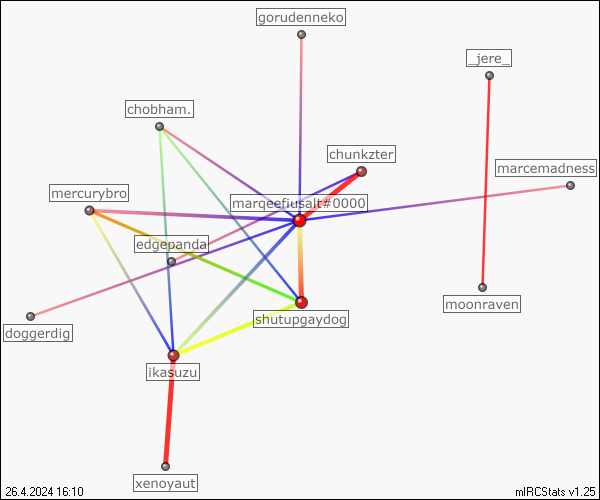 gorudenneko
_jere_
chobham.
chunkzter
marcemadness
mercurybro
marqeefiusalt#0000
edgepanda
moonraven
doggerdig
shutupgaydog
ikasuzu
xenoyaut
26.4.2024 16:10
mIRCStats v1.25